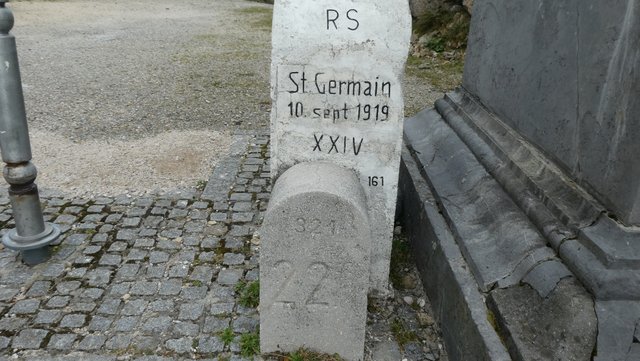 RS
St. Germain
10. sept 1919
XXIV
161
321
22